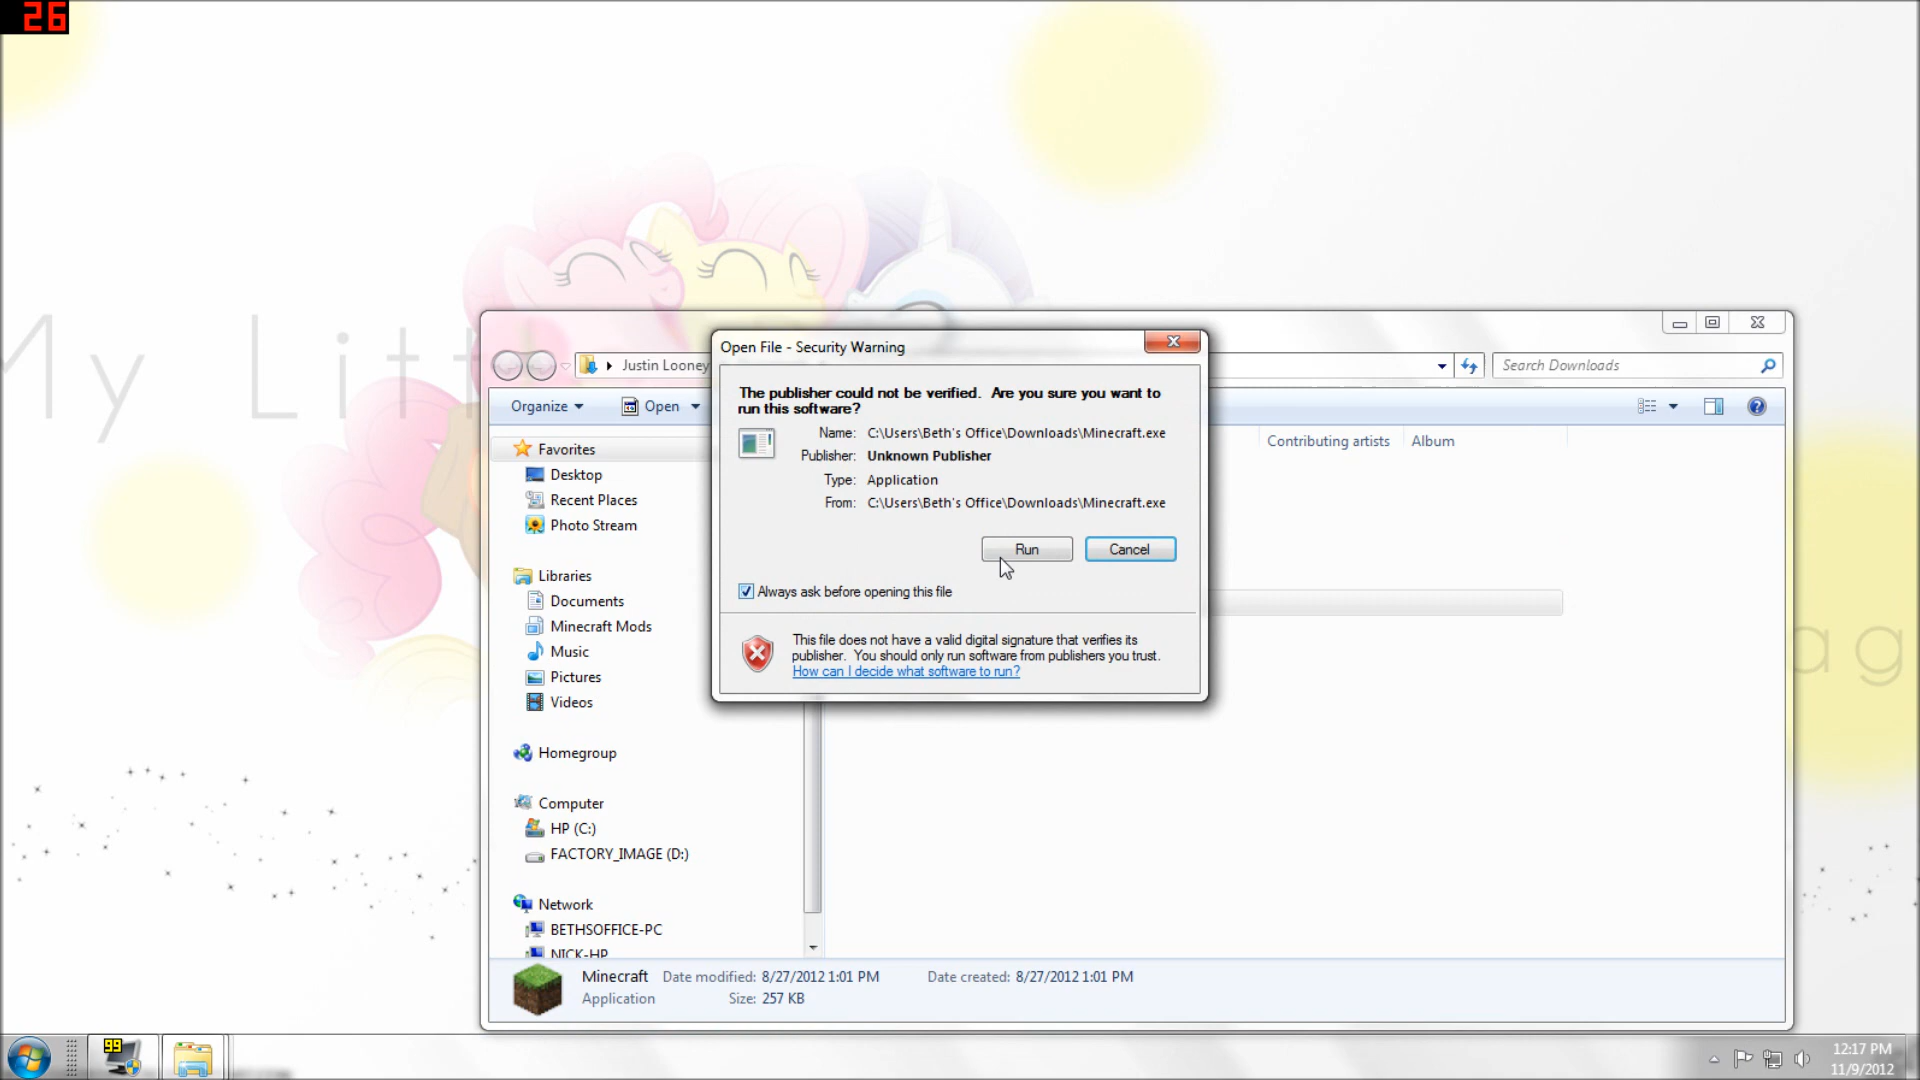 26
My Litt
ag
Open File - Security Warning
Justin Looney
Search Downloads
The publisher could not be verified. Are you sure you want to
run this software?
Name: C:\Users\Beth's Office\Downloads\Minecraft.exe
Publisher: Unknown Publisher
Type: Application
From: C:\Users\Beth's Office\Downloads\Minecraft.exe
Run
Cancel
Always ask before opening this file
This file does not have a valid digital signature that verifies its
publisher. You should only run software from publishers you trust.
How can I decide what software to run?
Organize
Open
Contributing artists
Album
Favorites
Desktop
Recent Places
Photo Stream
Libraries
Documents
Minecraft Mods
Music
Pictures
Videos
Homegroup
Computer
HP (C:)
FACTORY_IMAGE (D:)
Network
BETHSOFFICE-PC
NICK-HP
Minecraft Date modified: 8/27/2012 1:01 PM Date created: 8/27/2012 1:01 PM
Application Size: 257 KB
99
12:17 PM
11/9/2012